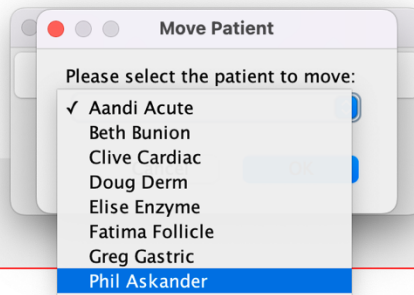 Move Patient
Please select the patient to move:
✓ Aandi Acute
Beth Bunion
Clive Cardiac
Doug Derm
Elise Enzyme
Fatima Follicle
Greg Gastric
Phil Askander